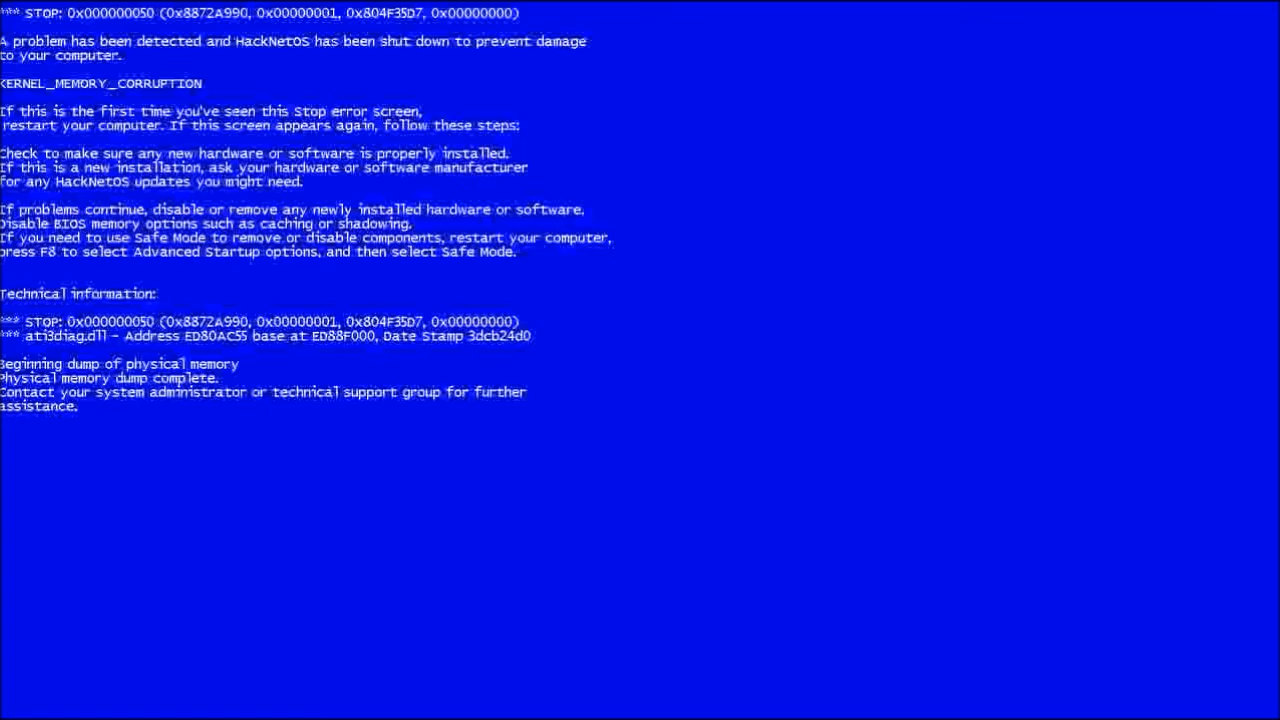 *** STOP: 0x000000050 (0x8872A990, 0x00000001, 0x804F35D7, 0x00000000)
A problem has been detected and HackNetOS has been shut down to prevent damage
to your computer.
KERNEL_MEMORY_CORRUPTION
If this is the first time you've seen this Stop error screen,
restart your computer. If this screen appears again, follow these steps:
Check to make sure any new hardware or software is properly installed.
If this is a new installation, ask your hardware or software manufacturer
for any HackNetOS updates you might need.
If problems continue, disable or remove any newly installed hardware or software.
Disable BIOS memory options such as caching or shadowing.
If you need to use Safe Mode to remove or disable components, restart your computer,
press F8 to select Advanced Startup options, and then select Safe Mode.
Technical information:
*** STOP: 0x000000050 (0x8872A990, 0x00000001, 0x804F35D7, 0x00000000)
*** ati3diag.dll - Address ED80AC55 base at ED88F000, Date Stamp 3dcb24d0
Beginning dump of physical memory
Physical memory dump complete.
Contact your system administrator or technical support group for further
assistance.